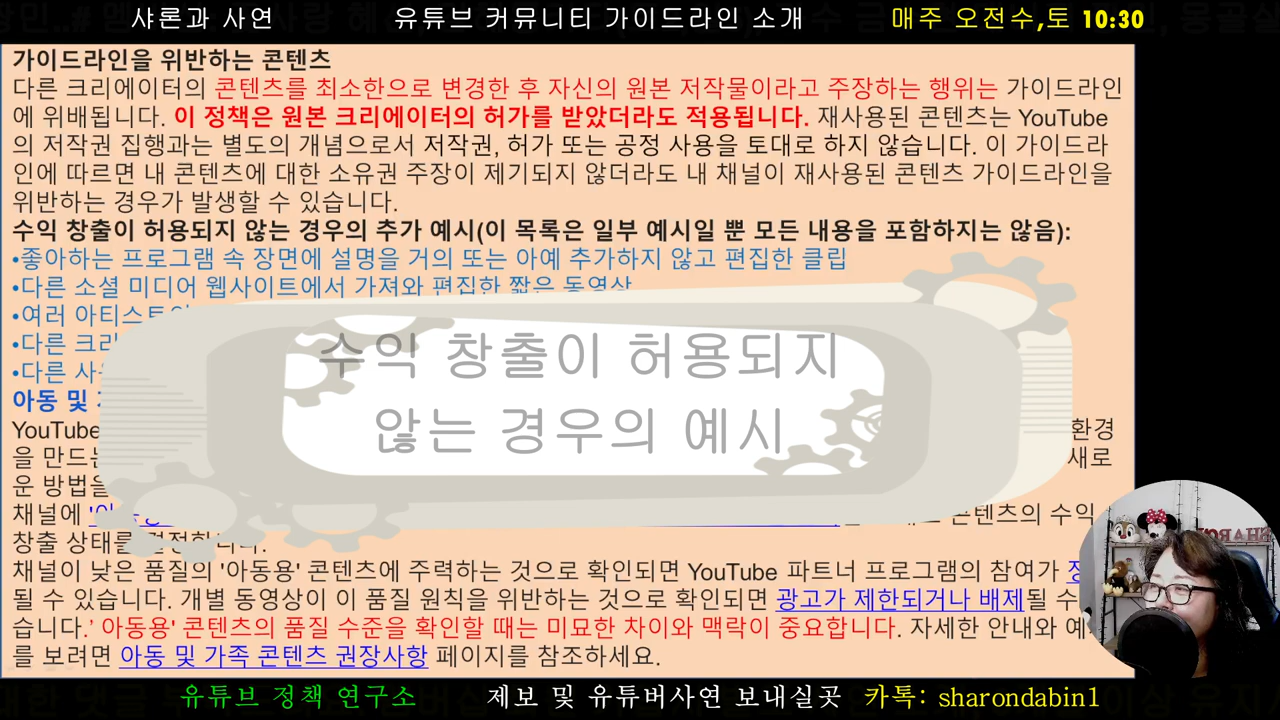 샤론과 사연 유튜브 커뮤니티 가이드라인 소개 매주 오전수,토 10:30
가이드라인을 위반하는 콘텐츠
다른 크리에이터의 콘텐츠를 최소한으로 변경한 후 자신의 원본 저작물이라고 주장하는 행위는 가이드라인
에 위배됩니다. 이 정책은 원본 크리에이터의 허가를 받았더라도 적용됩니다. 재사용된 콘텐츠는 YouTube
의 저작권 집행과는 별도의 개념으로서 저작권, 허가 또는 공정 사용을 토대로 하지 않습니다. 이 가이드라
인에 따르면 내 콘텐츠에 대한 소유권 주장이 제기되지 않더라도 내 채널이 재사용된 콘텐츠 가이드라인을
위반하는 경우가 발생할 수 있습니다.
수익 창출이 허용되지 않는 경우의 추가 예시(이 목록은 일부 예시일 뿐 모든 내용을 포함하지는 않음):
•좋아하는 프로그램 속 장면에 설명을 거의 또는 아예 추가하지 않고 편집한 클립
•다른 소셜 미디어 웹사이트에서 가져와 편집한 짧은 동영상
•여러
•다른
•다른
수익 창출이 허용되지
않는 경우의 예시
아동 및
YouTube 환경
을 새로
운 방법을
채널에 콘텐츠의 수익
창출 상태를 결정합니다.
채널이 낮은 품질의 '아동용' 콘텐츠에 주력하는 것으로 확인되면 YouTube 파트너 프로그램의 참여가
될 수 있습니다. 개별 동영상이 이 품질 원칙을 위반하는 것으로 확인되면 광고가 제한되거나 배제될 수
습니다.' 아동용' 콘텐츠의 품질 수준을 확인할 때는 미묘한 차이와 맥락이 중요합니다. 자세한 안내와
를 보려면 아동 및 가족 콘텐츠 권장사항 페이지를 참조하세요.
유튜브 정책 연구소 제보 및 유튜버사연 보내실곳 카톡: sharondabin1